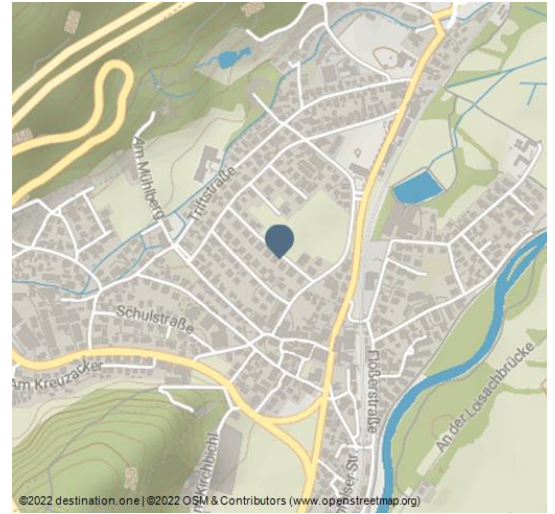 Am Mühlberg
Triftstraße
Schulstraße
Am Kreuzacker
Floßerstraße
An der Loisachbrücke
©2022 destination.one | ©2022 OSM & Contributors (www.openstreetmap.org)